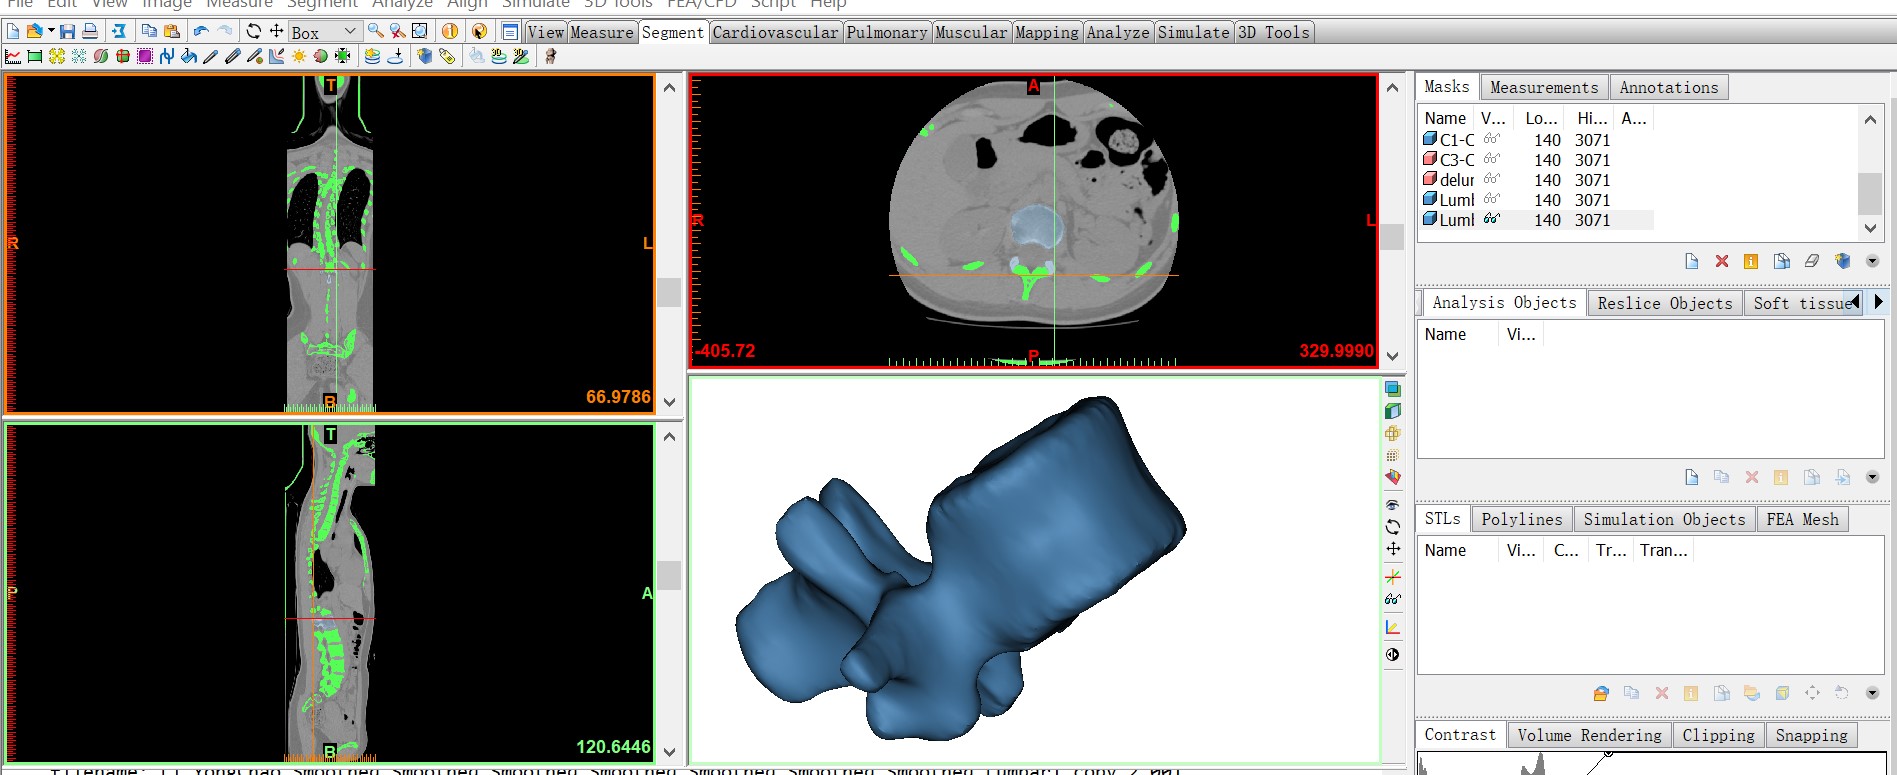 File Edit View Image Measure Segment Analyze Align Simulate 3D Tools FEA/CFD Script Help
Box View Measure Segment Cardiovascular Pulmonary Muscular Mapping Analyze Simulate 3D Tools
T
R
L
B
66.9786
A
R
L
P
-405.72
329.9990
T
P
A
B
120.6446
Masks Measurements Annotations
Name V... Lo... Hi... A...
C1-C 140 3071
C3-C 140 3071
delur 140 3071
Luml 140 3071
Luml 140 3071
Analysis Objects Reslice Objects Soft tissue
Name Vi...
STLs Polylines Simulation Objects FEA Mesh
Name Vi... C... Tr... Tran...
Contrast Volume Rendering Clipping Snapping